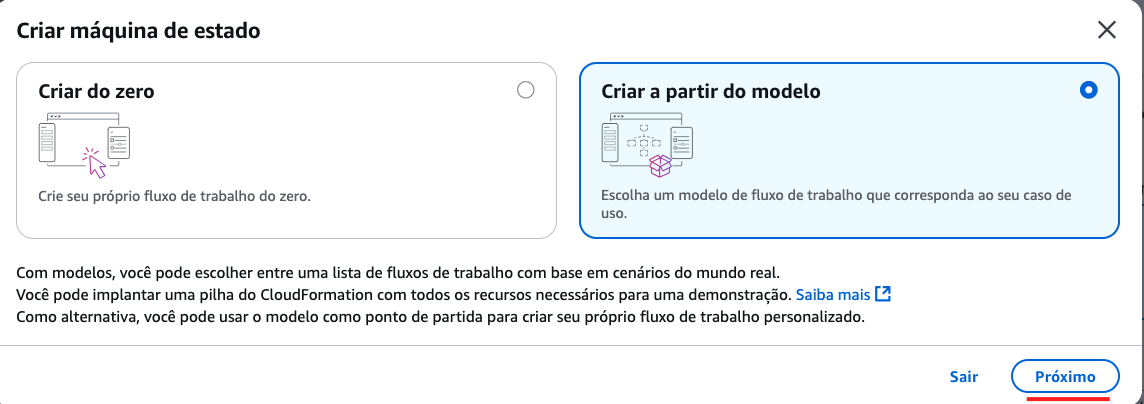 Criar máquina de estado
Criar do zero
Crie seu próprio fluxo de trabalho do zero.
Criar a partir do modelo
Escolha um modelo de fluxo de trabalho que corresponda ao seu caso de
uso.
Com modelos, você pode escolher entre uma lista de fluxos de trabalho com base em cenários do mundo real.
Você pode implantar uma pilha do CloudFormation com todos os recursos necessários para uma demonstração. Saiba mais
Como alternativa, você pode usar o modelo como ponto de partida para criar seu próprio fluxo de trabalho personalizado.
Sair
Próximo